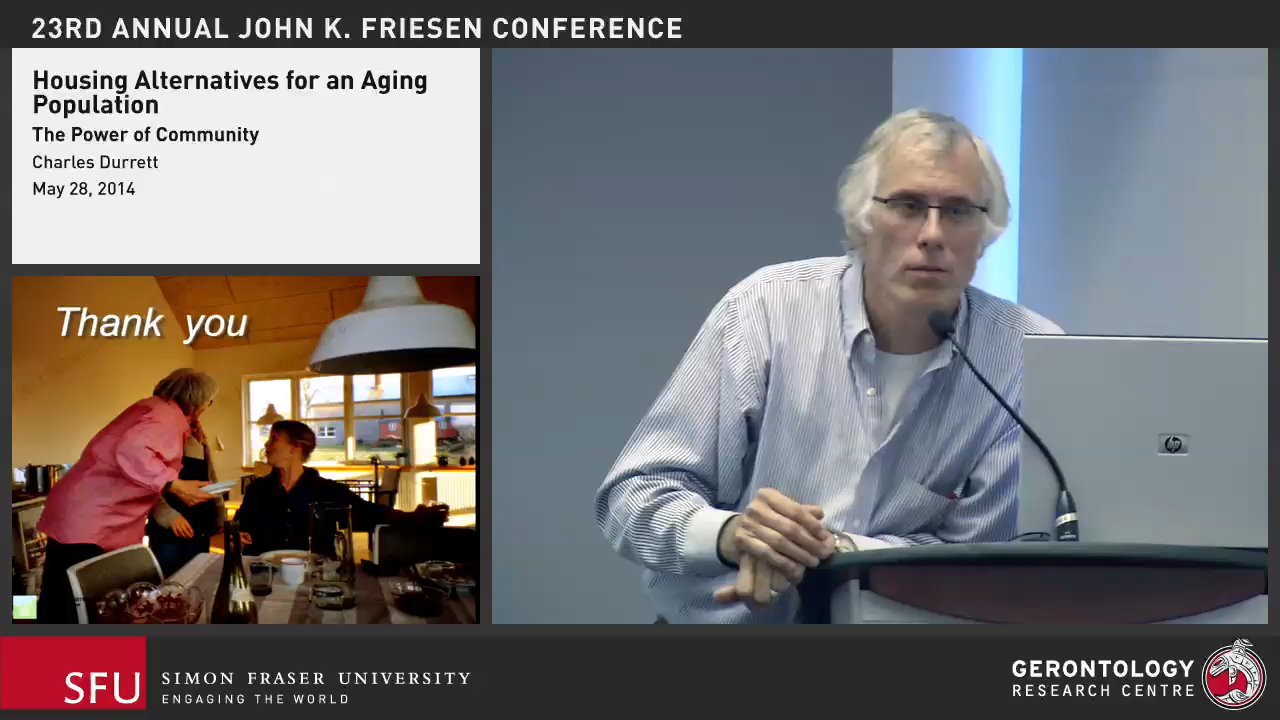 23RD ANNUAL JOHN K. FRIESEN CONFERENCE
Housing Alternatives for an Aging
Population
The Power of Community
Charles Durrett
May 28, 2014
Thank you
hp
SFU
SIMON FRASER UNIVERSITY
ENGAGING THE WORLD
GERONTOLOGY
RESEARCH CENTRE